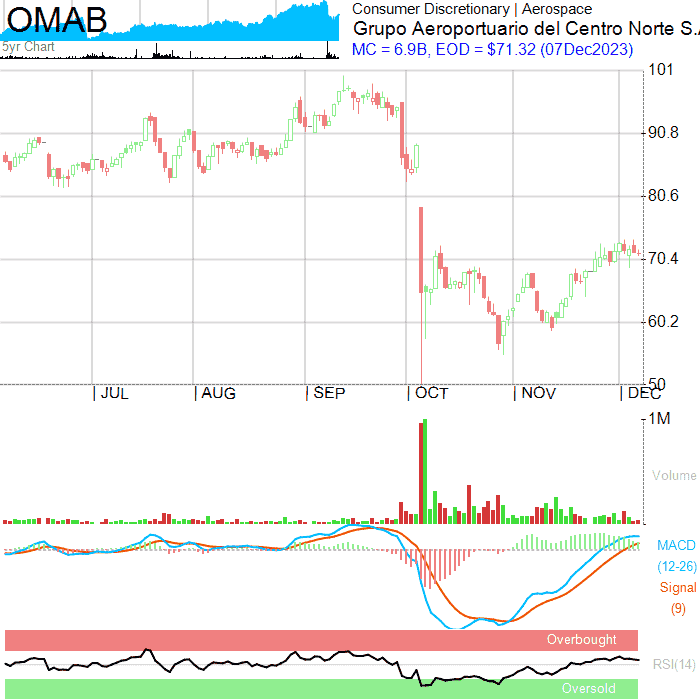 OMAB
5yr Chart
Consumer Discretionary | Aerospace
Grupo Aeroportuario del Centro Norte S.A
MC = 6.9B, EOD = $71.32 (07Dec2023)
101
90.8
80.6
70.4
60.2
50
| JUL
| AUG
| SEP
| OCT
| NOV
| DEC
1M
Volume
MACD
(12-26)
Signal
(9)
Overbought
RSI(14)
Oversold